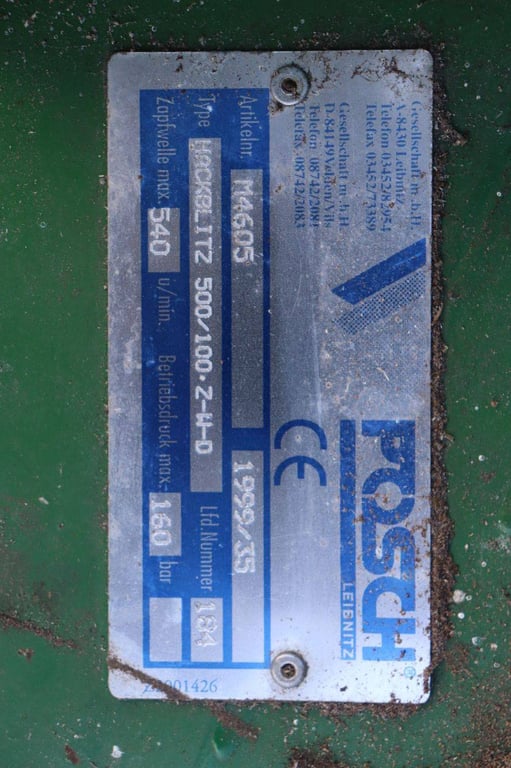 Gesellschaft m. b. H.
A-8430 Leibnitz
Telefon 03452/82954
Telefax 03452/73389
Gesellschaft m. b. H.
D-84149 Velden/Vils
Telefon 08742/2081
Telefax 08742/2083
POSCH ®
LEIBNITZ
CE
Artikelnr. M4605 1999/35
Type HACKBLITZ 500/100·Z-W-D Lfd.Nummer 184
Zapfwelle max. 540 u/min. Betriebsdruck max. 160 bar